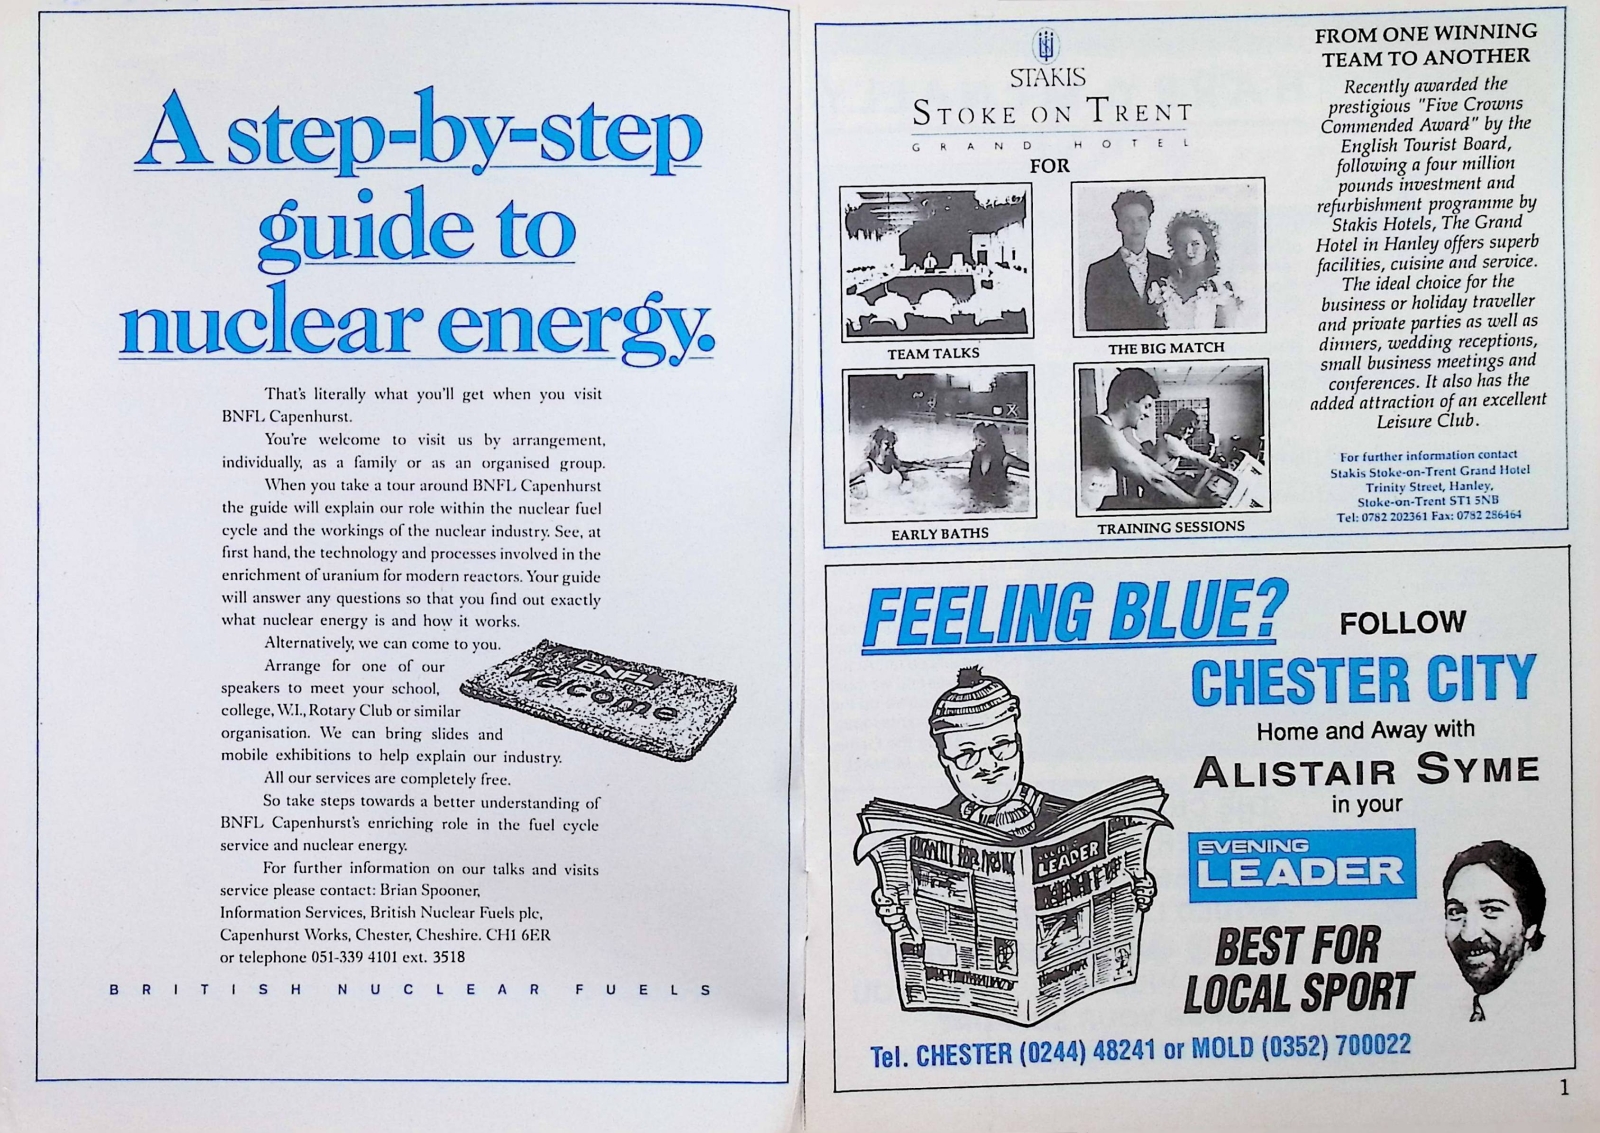 A step-by-step
guide to
nuclear energy.
That's literally what you'll get when you visit
BNFL Capenhurst.
You're welcome to visit us by arrangement,
individually, as a family or as an organised group.
When you take a tour around BNFL Capenhurst
the guide will explain our role within the nuclear fuel
cycle and the workings of the nuclear industry. See, at
first hand, the technology and processes involved in the
enrichment of uranium for modern reactors. Your guide
will answer any questions so that you find out exactly
what nuclear energy is and how it works.
Alternatively, we can come to you.
Arrange for one of our
speakers to meet your school,
college, W.I., Rotary Club or similar
organisation. We can bring slides and
mobile exhibitions to help explain our industry.
All our services are completely free.
So take steps towards a better understanding of
BNFL Capenhurst's enriching role in the fuel cycle
service and nuclear energy.
For further information on our talks and visits
service please contact: Brian Spooner,
Information Services, British Nuclear Fuels plc,
Capenhurst Works, Chester, Cheshire. CH1 6ER
or telephone 051-339 4101 ext. 3518
BNFL
Welcome
BRITISH NUCLEAR FUELS
STAKIS
STOKE ON TRENT
GRAND HOTEL
FOR
TEAM TALKS
THE BIG MATCH
EARLY BATHS
TRAINING SESSIONS
FROM ONE WINNING
TEAM TO ANOTHER
Recently awarded the
prestigious "Five Crowns
Commended Award" by the
English Tourist Board,
following a four million
pounds investment and
refurbishment programme by
Stakis Hotels, The Grand
Hotel in Hanley offers superb
facilities, cuisine and service.
The ideal choice for the
business or holiday traveller
and private parties as well as
dinners, wedding receptions,
small business meetings and
conferences. It also has the
added attraction of an excellent
Leisure Club.
For further information contact
Stakis Stoke-on-Trent Grand Hotel
Trinity Street, Hanley,
Stoke-on-Trent ST1 5NB
Tel: 0782 202361 Fax: 0782 286464
FEELING BLUE?
FOLLOW
CHESTER CITY
Home and Away with
ALISTAIR SYME
in your
EVENING
LEADER
LEADER
BEST FOR
LOCAL SPORT
Tel. CHESTER (0244) 48241 or MOLD (0352) 700022
1